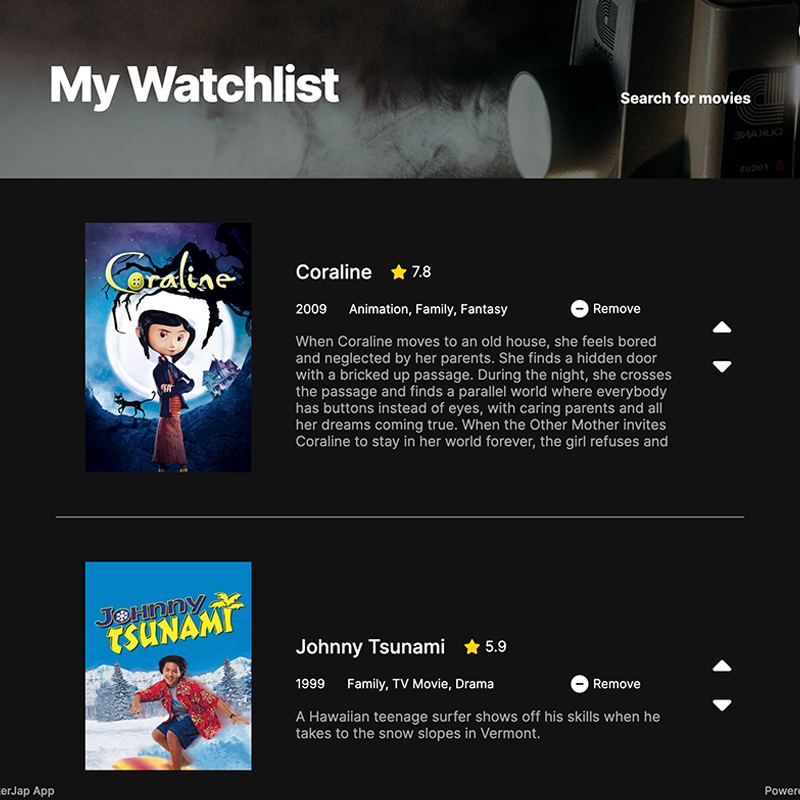 My Watchlist
Search for movies
DUKANE
FOCUS
Coraline
Coraline 7.8
2009 Animation, Family, Fantasy Remove
When Coraline moves to an old house, she feels bored
and neglected by her parents. She finds a hidden door
with a bricked up passage. During the night, she crosses
the passage and finds a parallel world where everybody
has buttons instead of eyes, with caring parents and all
her dreams coming true. When the Other Mother invites
Coraline to stay in her world forever, the girl refuses and
JOHNNY
TSUNAMI
Johnny Tsunami 5.9
1999 Family, TV Movie, Drama Remove
A Hawaiian teenage surfer shows off his skills when he
takes to the snow slopes in Vermont.
erJap App
Powere